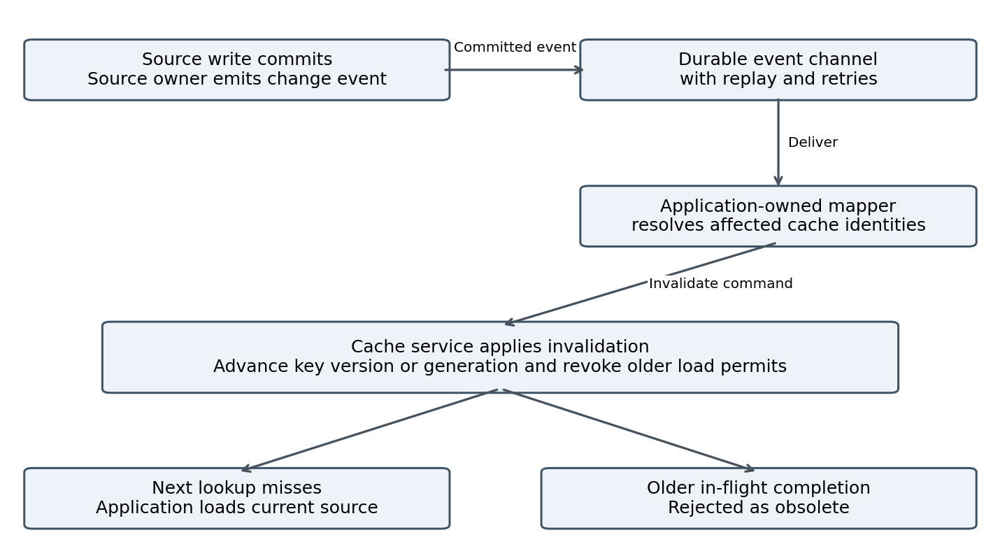 Source write commits
Source owner emits change event
Committed event
Durable event channel
with replay and retries
Deliver
Application-owned mapper
resolves affected cache identities
Invalidate command
Cache service applies invalidation
Advance key version or generation and revoke older load permits
Next lookup misses
Application loads current source
Older in-flight completion
Rejected as obsolete